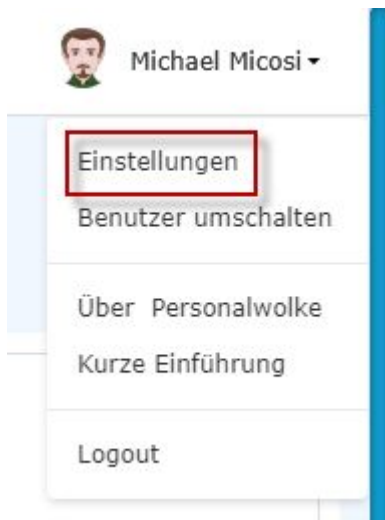 Michael Micosi
Einstellungen
Benutzer umschalten
Über Personalwolke
Kurze Einführung
Logout